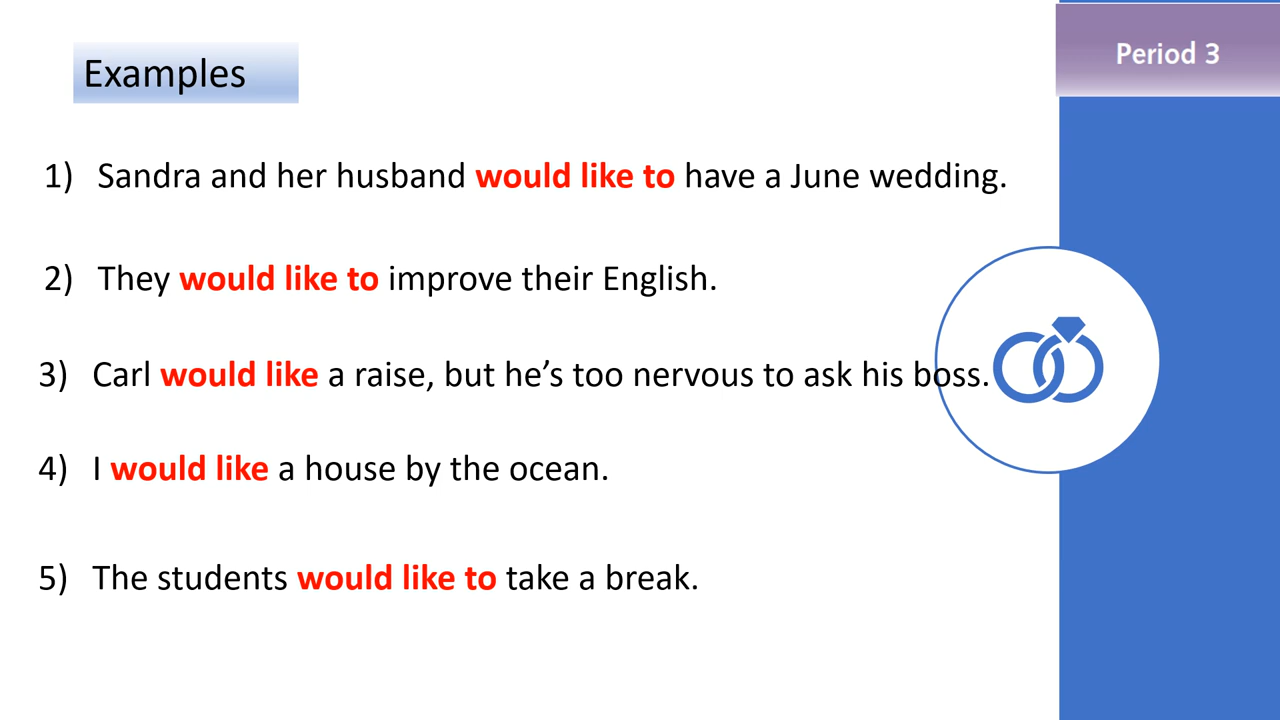 Period 3
Examples
1) Sandra and her husband would like to have a June wedding.
2) They would like to improve their English.
3) Carl would like a raise, but he’s too nervous to ask his boss.
4) I would like a house by the ocean.
5) The students would like to take a break.